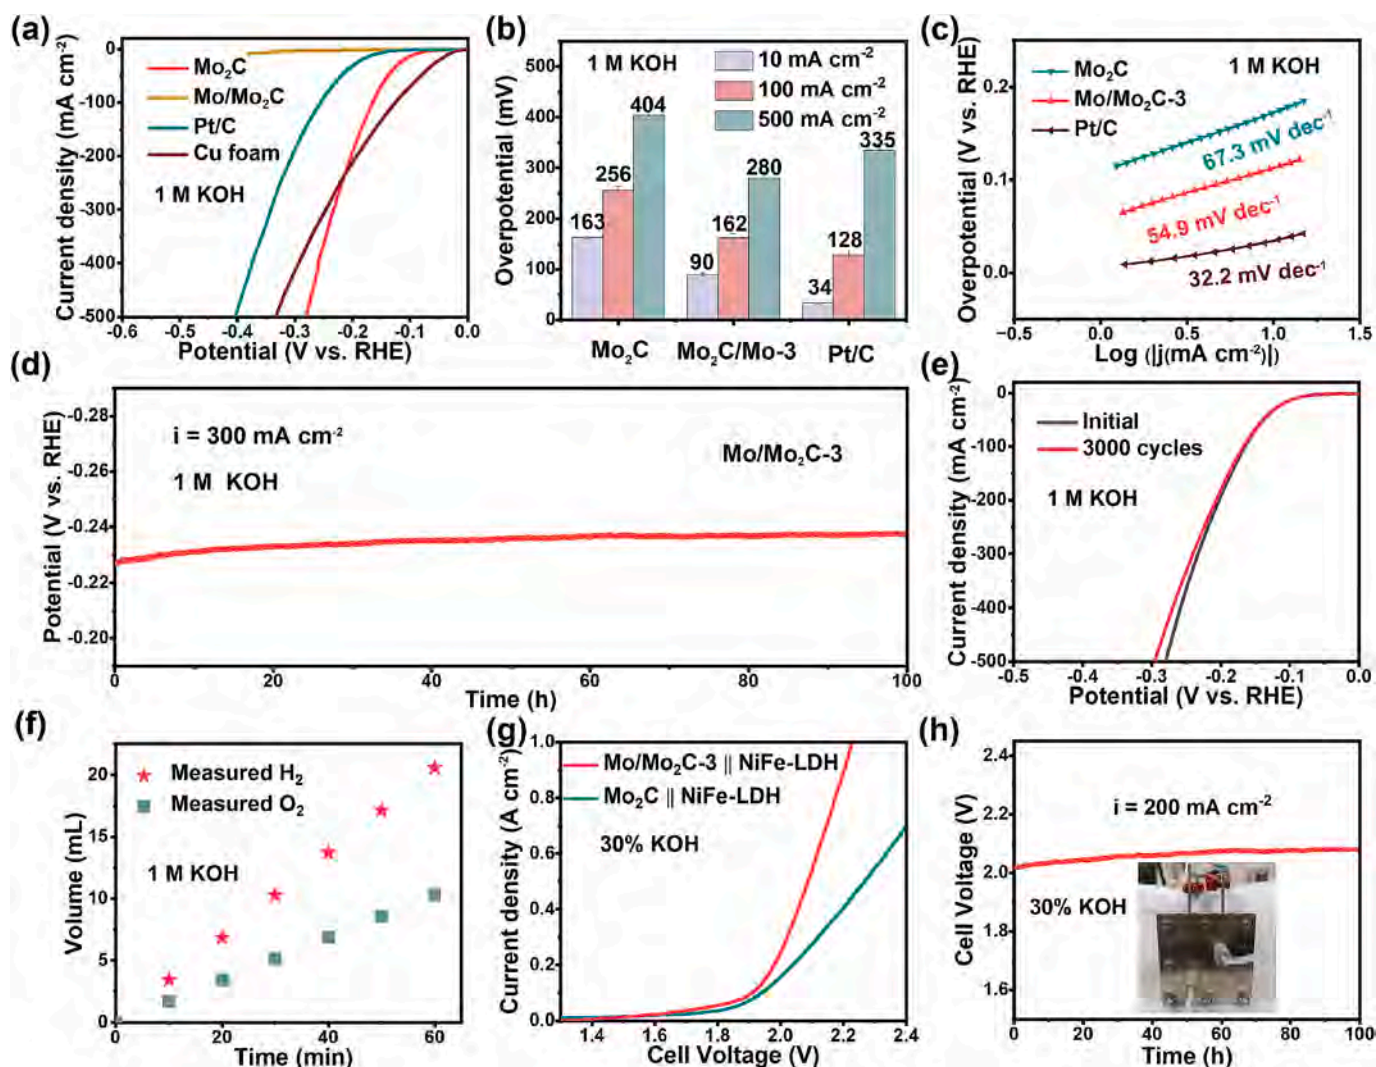 (a)
Current density (mA cm⁻²)
0
-100
-200
-300
-400
-500
Mo₂C
Mo/Mo₂C
Pt/C
Cu foam
1 M KOH
-0.6 -0.5 -0.4 -0.3 -0.2 -0.1 0.0
Potential (V vs. RHE)
(b)
Overpotential (mV)
500
400
300
200
100
0
1 M KOH
10 mA cm⁻²
100 mA cm⁻²
500 mA cm⁻²
163 256 404
90 162 280
34 128 335
Mo₂C Mo₂C/Mo-3 Pt/C
(c)
Overpotential (V vs. RHE)
0.2
0.1
0.0
Mo₂C
Mo/Mo₂C-3
Pt/C
1 M KOH
67.3 mV dec⁻¹
54.9 mV dec⁻¹
32.2 mV dec⁻¹
-0.5 0.0 0.5 1.0 1.5
Log (|j(mA cm⁻²)|)
(d)
Potential (V vs. RHE)
-0.28
-0.26
-0.24
-0.22
-0.20
i = 300 mA cm⁻²
1 M KOH
Mo/Mo₂C-3
0 20 40 60 80 100
Time (h)
(e)
Current density (mA cm⁻²)
0
-100
-200
-300
-400
-500
Initial
3000 cycles
1 M KOH
-0.5 -0.4 -0.3 -0.2 -0.1 0.0
Potential (V vs. RHE)
(f)
Volume (mL)
20
15
10
5
0
Measured H₂
Measured O₂
1 M KOH
0 20 40 60
Time (min)
(g)
Current density (A cm⁻²)
1.0
0.8
0.6
0.4
0.2
0.0
Mo/Mo₂C-3 || NiFe-LDH
Mo₂C || NiFe-LDH
30% KOH
1.4 1.6 1.8 2.0 2.2 2.4
Cell Voltage (V)
(h)
Cell Voltage (V)
2.4
2.2
2.0
1.8
1.6
i = 200 mA cm⁻²
30% KOH
0 20 40 60 80 100
Time (h)